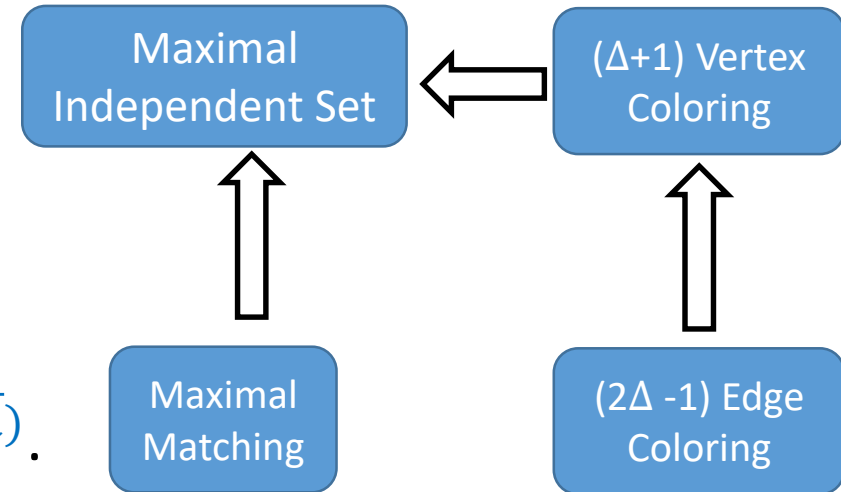 Maximal
Independent Set
(Δ+1) Vertex
Coloring
Maximal
Matching
(2Δ -1) Edge
Coloring
) .